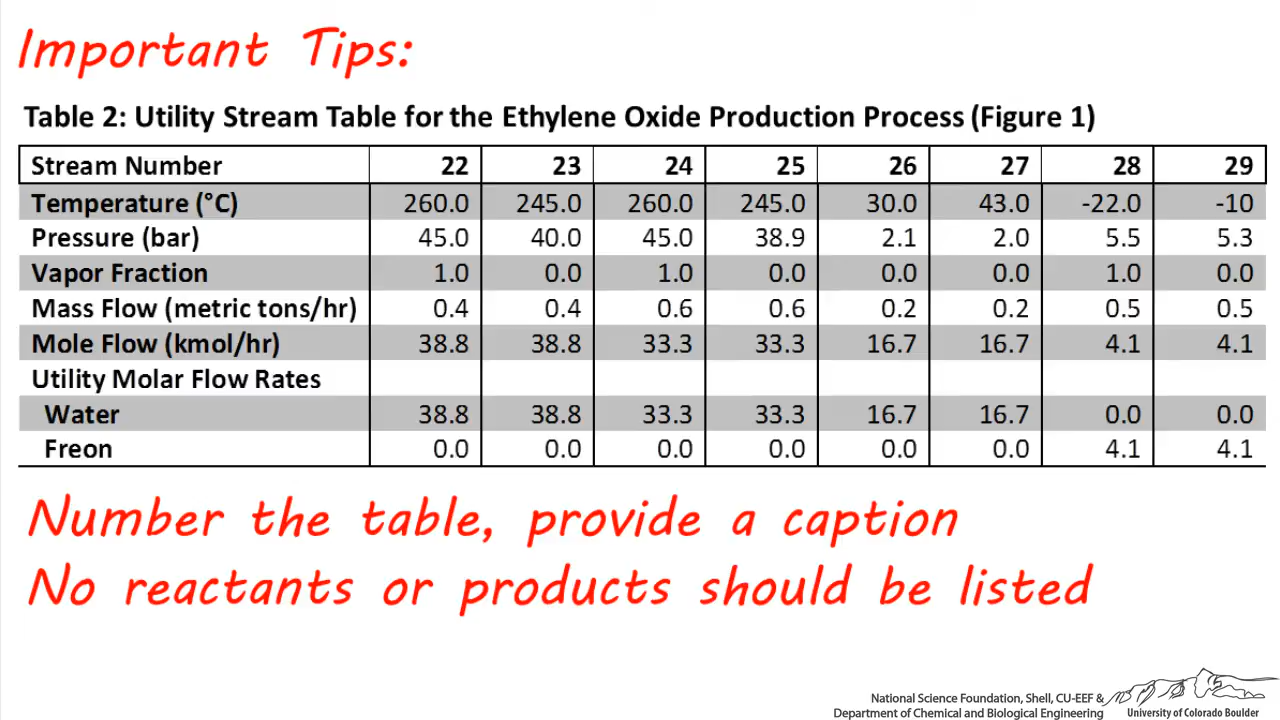 Important Tips:
Table 2: Utility Stream Table for the Ethylene Oxide Production Process (Figure 1)
Stream Number 22 23 24 25 26 27 28 29
Temperature (°C) 260.0 245.0 260.0 245.0 30.0 43.0 -22.0 -10
Pressure (bar) 45.0 40.0 45.0 38.9 2.1 2.0 5.5 5.3
Vapor Fraction 1.0 0.0 1.0 0.0 0.0 0.0 1.0 0.0
Mass Flow (metric tons/hr) 0.4 0.4 0.6 0.6 0.2 0.2 0.5 0.5
Mole Flow (kmol/hr) 38.8 38.8 33.3 33.3 16.7 16.7 4.1 4.1
Utility Molar Flow Rates
Water 38.8 38.8 33.3 33.3 16.7 16.7 0.0 0.0
Freon 0.0 0.0 0.0 0.0 0.0 0.0 4.1 4.1
Number the table, provide a caption
No reactants or products should be listed
National Science Foundation, Shell, CU-EEF &
Department of Chemical and Biological Engineering
University of Colorado Boulder